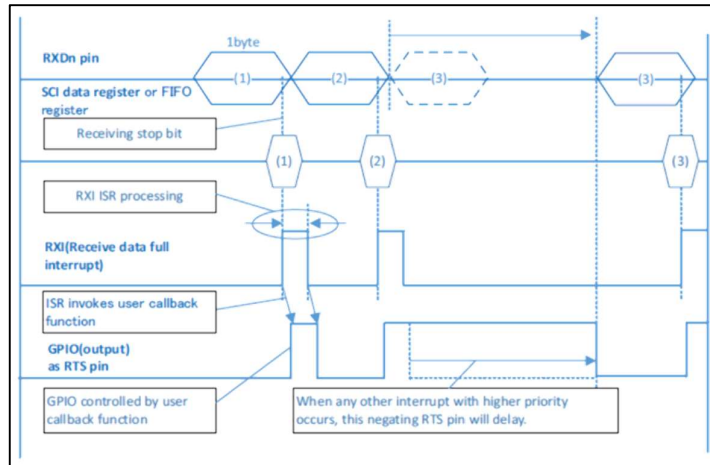 1byte
RXDn pin
(1)
(2)
(3)
(3)
SCI data register or FIFO
register
Receiving stop bit
(1)
(2)
(3)
RXI ISR processing
RXI(Receive data full
interrupt)
ISR invokes user callback
function
GPIO(output)
as RTS pin
GPIO controlled by user
callback function
When any other interrupt with higher priority
occurs, this negating RTS pin will delay.